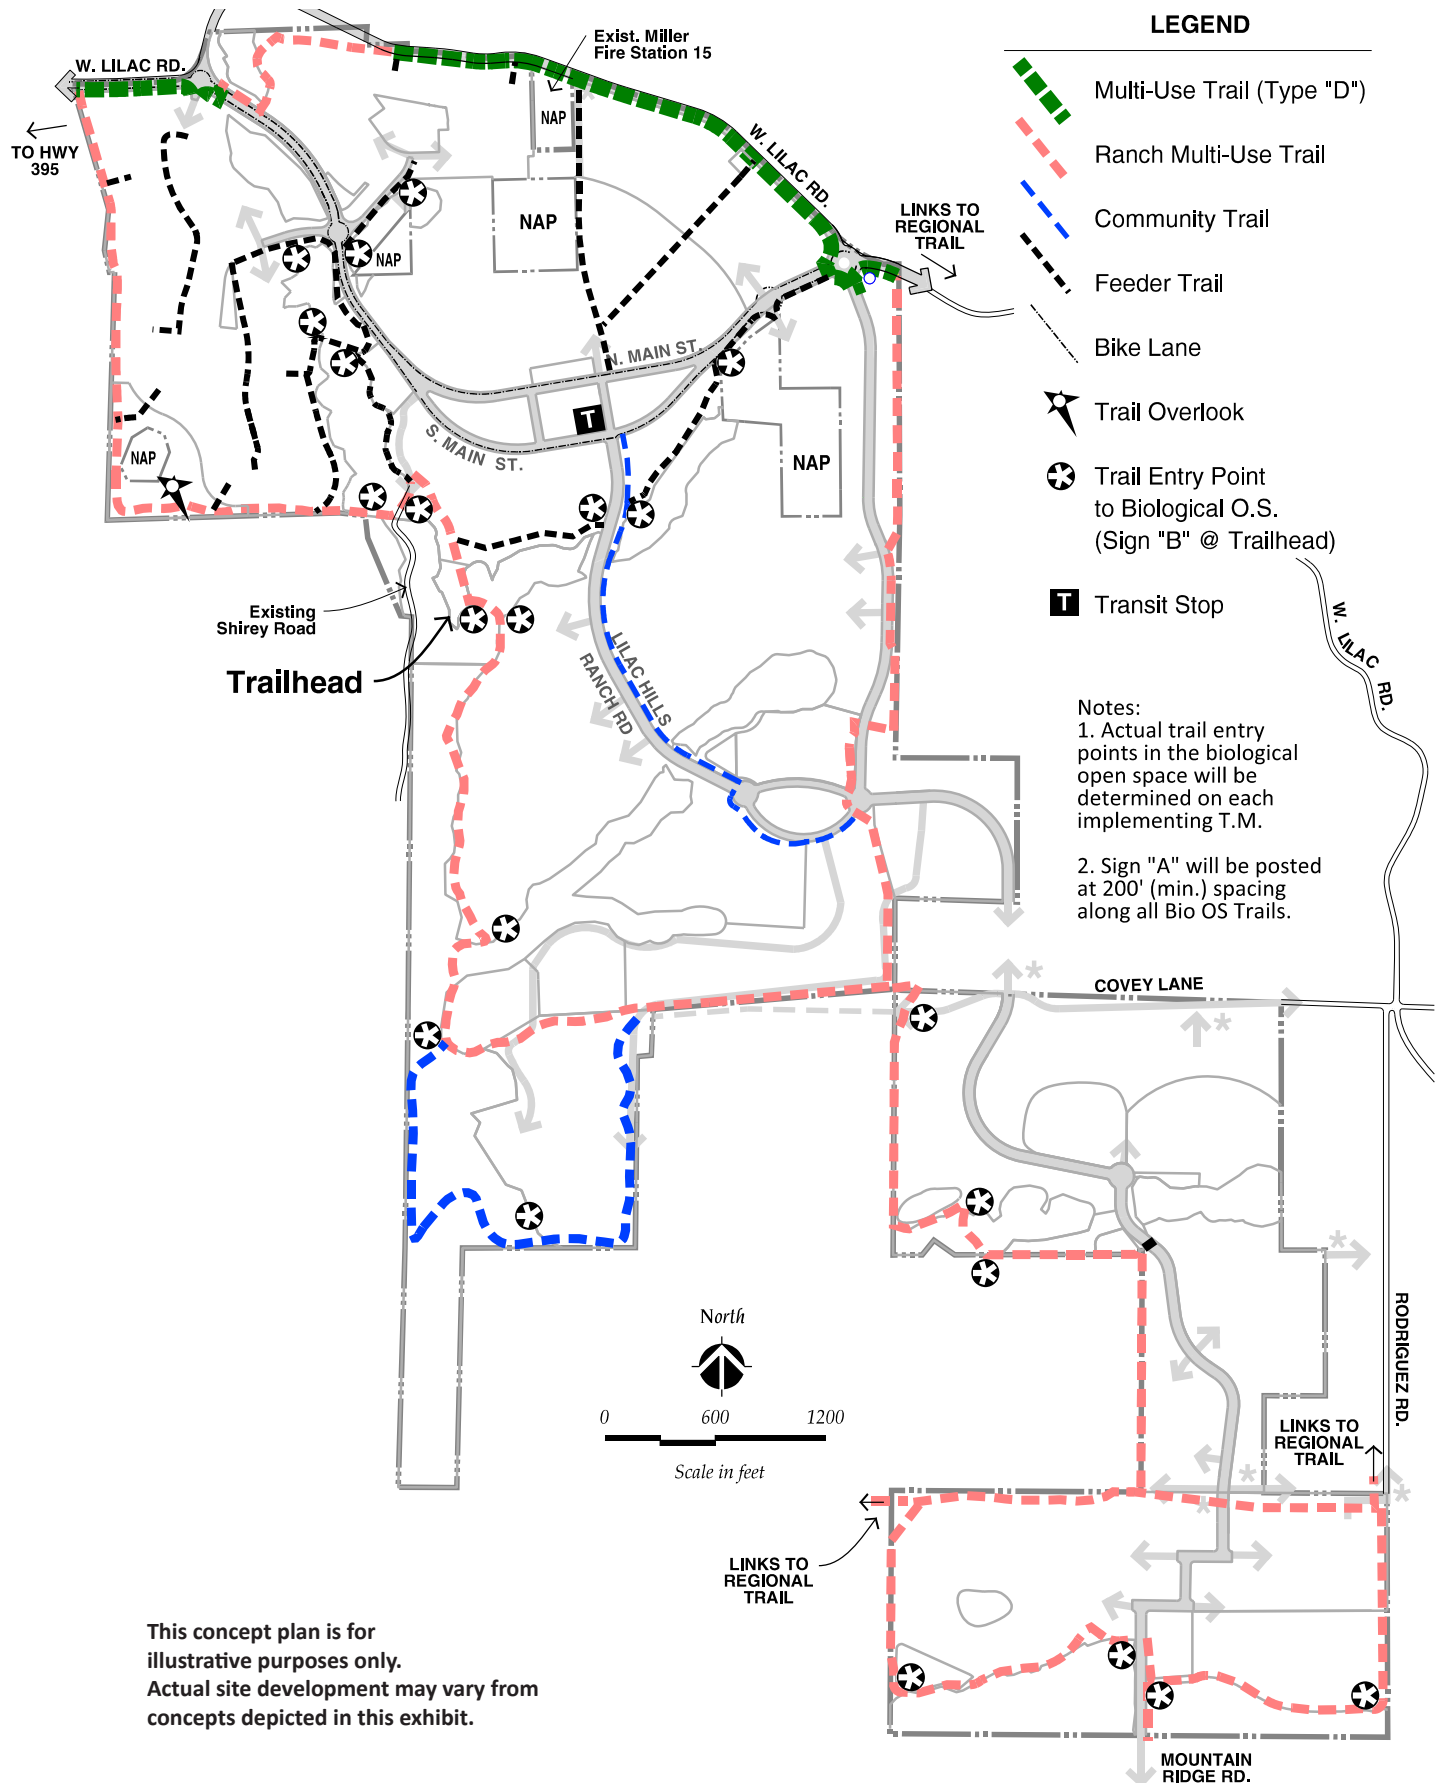 LEGEND
Multi-Use Trail (Type "D")
Ranch Multi-Use Trail
Community Trail
Feeder Trail
Bike Lane
Trail Overlook
Trail Entry Point
to Biological O.S.
(Sign "B" @ Trailhead)
T
Transit Stop
Exist. Miller
Fire Station 15
W. LILAC RD.
TO HWY
395
NAP
W. LILAC RD.
NAP
NAP
LINKS TO
REGIONAL
TRAIL
N. MAIN ST.
T
S. MAIN ST.
NAP
NAP
Existing
Shirey Road
Trailhead
LILAC HILLS
RANCH RD
W. LILAC RD.
Notes:
1. Actual trail entry
points in the biological
open space will be
determined on each
implementing T.M.
2. Sign "A" will be posted
at 200' (min.) spacing
along all Bio OS Trails.
COVEY LANE
*
*
*
North
0 600 1200
Scale in feet
RODRIGUEZ RD.
LINKS TO
REGIONAL
TRAIL
*
*
*
LINKS TO
REGIONAL
TRAIL
This concept plan is for
illustrative purposes only.
Actual site development may vary from
concepts depicted in this exhibit.
MOUNTAIN
RIDGE RD.